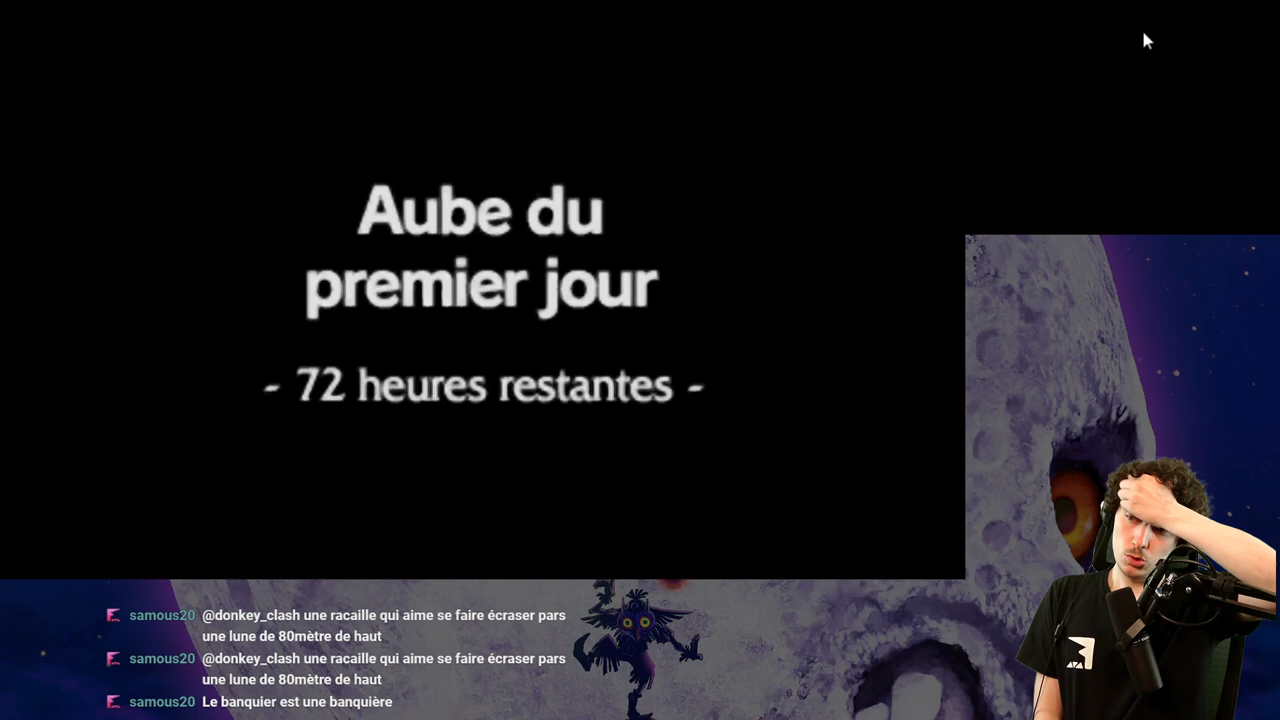 Aube du
premier jour
- 72 heures restantes -
samous20 @donkey_clash une racaille qui aime se faire écraser pars
une lune de 80mètre de haut
samous20 @donkey_clash une racaille qui aime se faire écraser pars
une lune de 80mètre de haut
samous20 Le banquier est une banquière